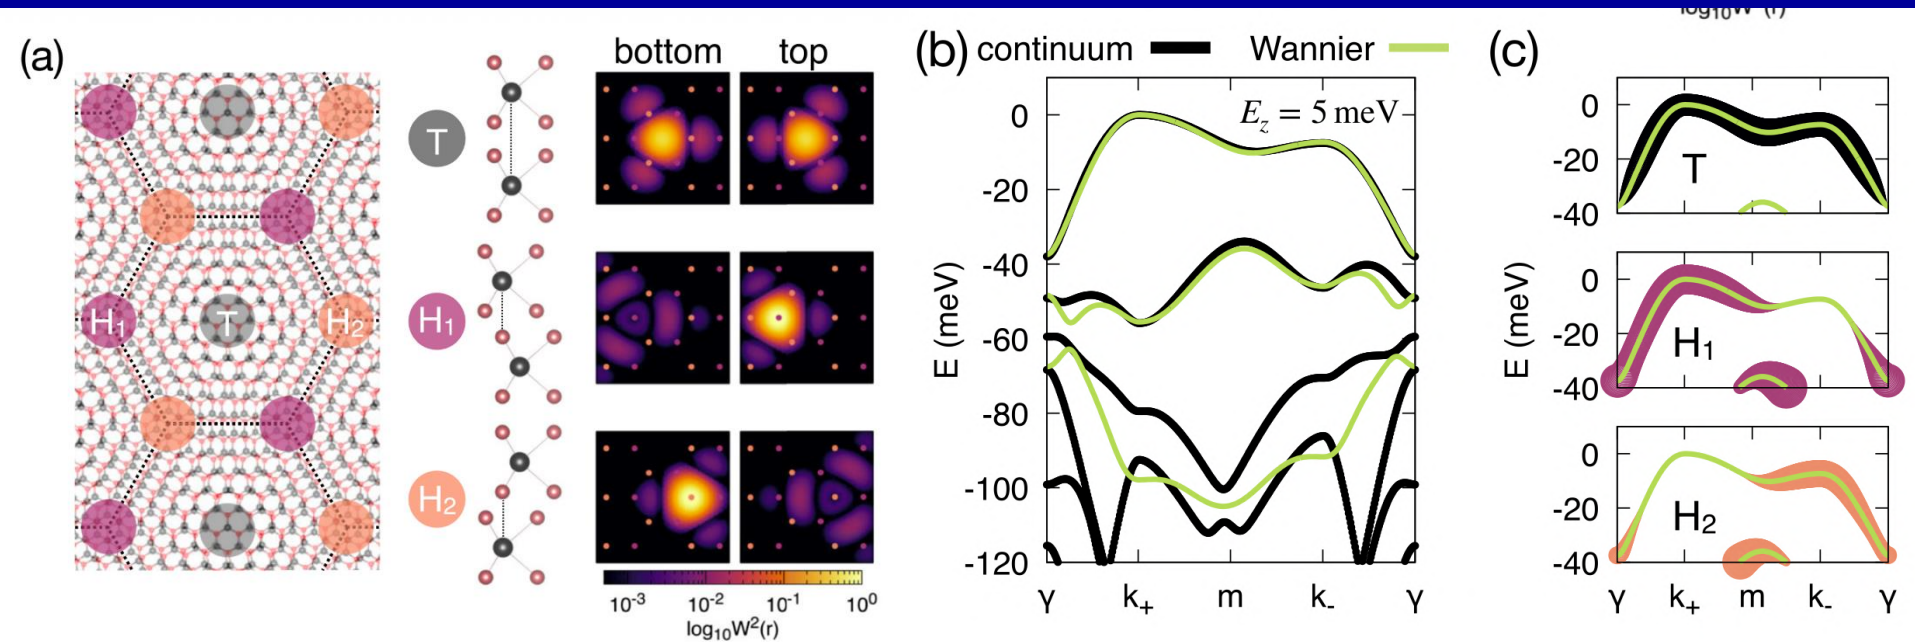 log₁₀W²(r)
(a)
bottom top
T
H₁
H₂
H₁ T H₂
10⁻³ 10⁻² 10⁻¹ 10⁰
log₁₀W²(r)
(b) continuum Wannier
E_z = 5 meV
E (meV)
0
-20
-40
-60
-80
-100
-120
γ k₊ m k₋ γ
(c)
E (meV)
0
-20
-40
T
0
-20
-40
H₁
0
-20
-40
H₂
γ k₊ m k₋ γ